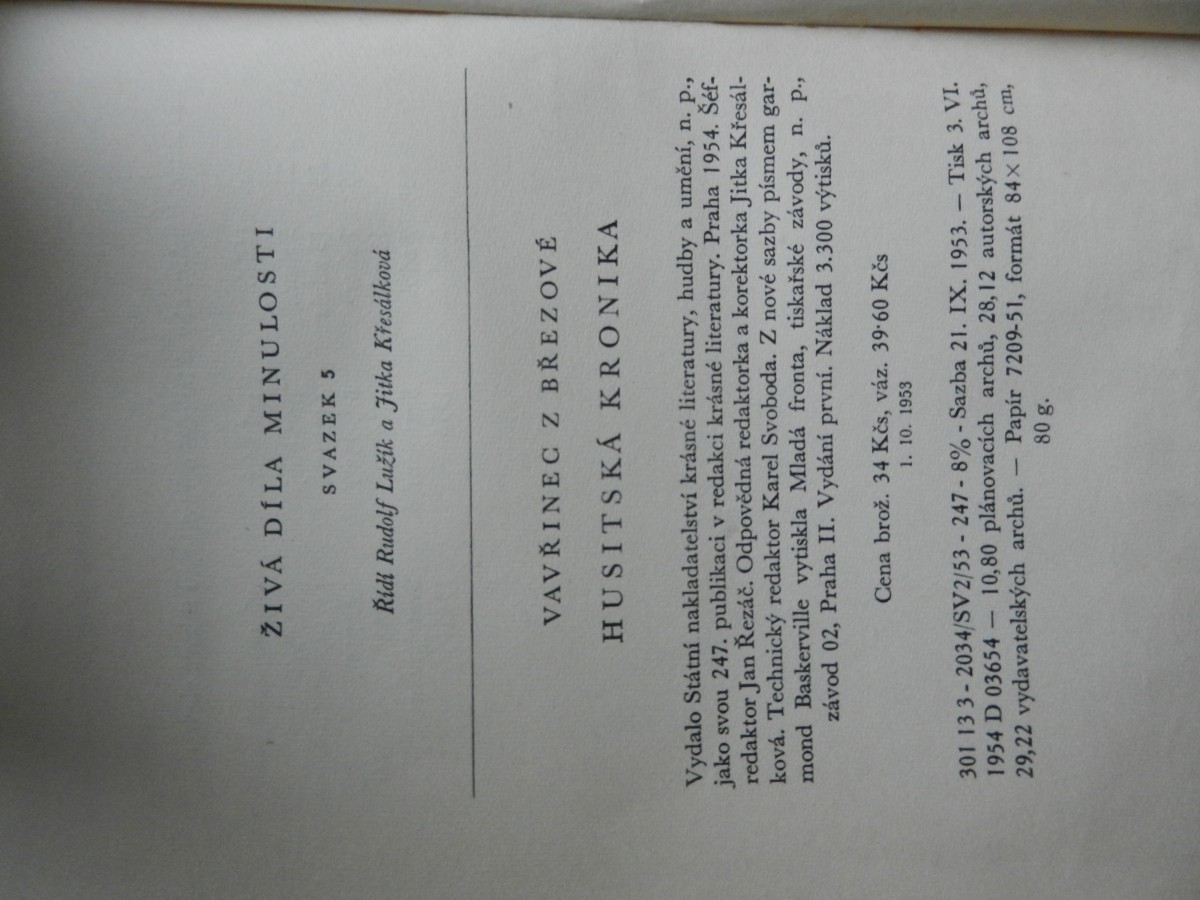 ŽIVÁ DÍLA MINULOSTI
SVAZEK 5
Řídí Rudolf Lužík a Jitka Křesálková
VAVŘINEC Z BŘEZOVÉ
HUSITSKÁ KRONIKA
Vydalo Státní nakladatelství krásné literatury, hudby a umění, n. p.,
jako svou 247. publikaci v redakci krásné literatury. Praha 1954. Šéf-
redaktor Jan Řezáč. Odpovědná redaktorka a korektorka Jitka Křesál-
ková. Technický redaktor Karel Svoboda. Z nové sazby písmem gar-
mond Baskerville vytiskla Mladá fronta, tiskařské závody, n. p.,
závod 02, Praha II. Vydání první. Náklad 3.300 výtisků.
Cena brož. 34 Kčs, váz. 39·60 Kčs
1. 10. 1953
301 13 3 - 2034/SV2/53 - 247 - 8% - Sazba 21. IX. 1953. — Tisk 3. VI.
1954 D 03654 — 10,80 plánovacích archů, 28,12 autorských archů,
29,22 vydavatelských archů. — Papír 7209-51, formát 84×108 cm,
80 g.